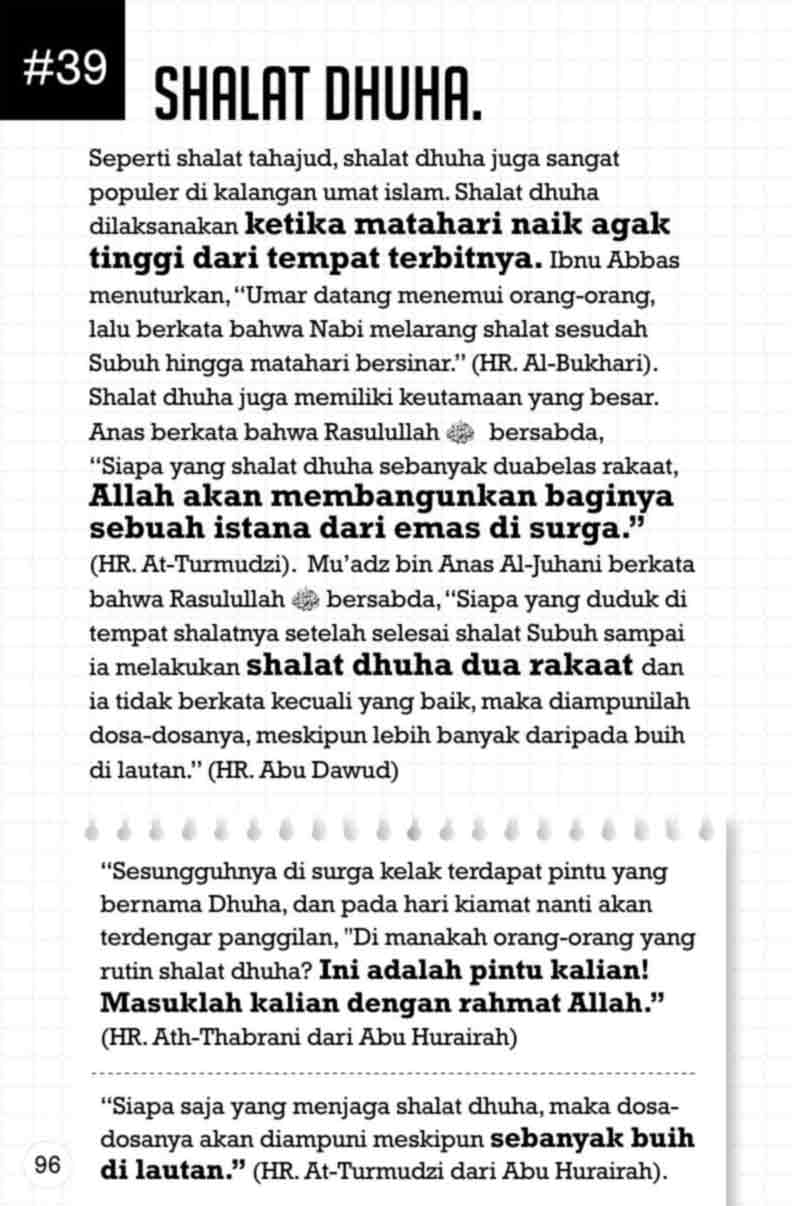 #39
SHALAT DHUHA.
Seperti shalat tahajud, shalat dhuha juga sangat
populer di kalangan umat islam. Shalat dhuha
dilaksanakan ketika matahari naik agak
tinggi dari tempat terbitnya. Ibnu Abbas
menuturkan, “Umar datang menemui orang-orang,
lalu berkata bahwa Nabi melarang shalat sesudah
Subuh hingga matahari bersinar.” (HR. Al-Bukhari).
Shalat dhuha juga memiliki keutamaan yang besar.
Anas berkata bahwa Rasulullah ﷺ bersabda,
“Siapa yang shalat dhuha sebanyak duabelas rakaat,
Allah akan membangunkan baginya
sebuah istana dari emas di surga.”
(HR. At-Turmudzi). Mu’adz bin Anas Al-Juhani berkata
bahwa Rasulullah ﷺ bersabda, “Siapa yang duduk di
tempat shalatnya setelah selesai shalat Subuh sampai
ia melakukan shalat dhuha dua rakaat dan
ia tidak berkata kecuali yang baik, maka diampunilah
dosa-dosanya, meskipun lebih banyak daripada buih
di lautan.” (HR. Abu Dawud)
“Sesungguhnya di surga kelak terdapat pintu yang
bernama Dhuha, dan pada hari kiamat nanti akan
terdengar panggilan, "Di manakah orang-orang yang
rutin shalat dhuha? Ini adalah pintu kalian!
Masuklah kalian dengan rahmat Allah.”
(HR. Ath-Thabrani dari Abu Hurairah)
“Siapa saja yang menjaga shalat dhuha, maka dosa-
dosanya akan diampuni meskipun sebanyak buih
di lautan.” (HR. At-Turmudzi dari Abu Hurairah).
96